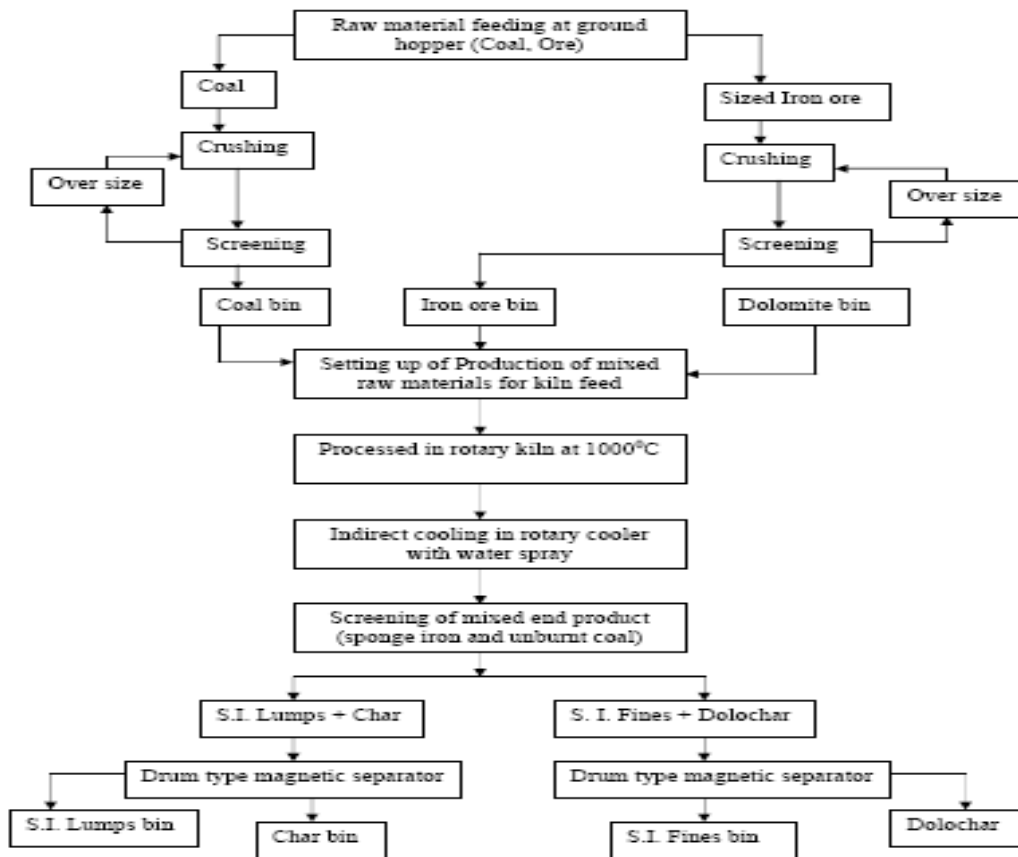 Raw material feeding at ground
hopper (Coal, Ore)
Coal
Sized Iron ore
Crushing
Crushing
Over size
Over size
Screening
Screening
Coal bin
Iron ore bin
Dolomite bin
Setting up of Production of mixed
raw materials for kiln feed
Processed in rotary kiln at 1000⁰C
Indirect cooling in rotary cooler
with water spray
Screening of mixed end product
(sponge iron and unburnt coal)
S.I. Lumps + Char
S. I. Fines + Dolochar
Drum type magnetic separator
Drum type magnetic separator
S.I. Lumps bin
Char bin
S.I. Fines bin
Dolochar